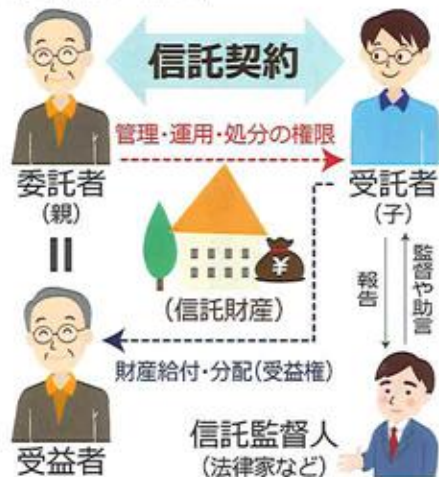 信託契約
管理・運用・処分の権限
委託者
(親)
受託者
(子)
¥
(信託財産)
報告
監督や助言
財産給付・分配(受益権)
受益者
信託監督人
(法律家など)